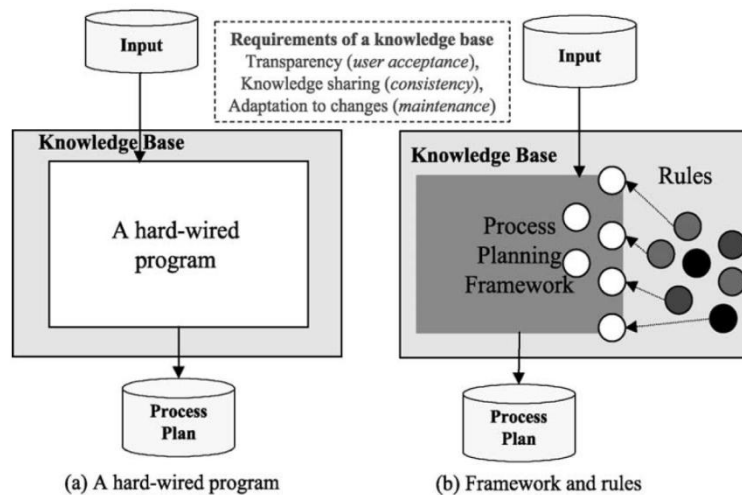 Input
Requirements of a knowledge base
Transparency (user acceptance),
Knowledge sharing (consistency),
Adaptation to changes (maintenance)
Input
Knowledge Base
A hard-wired
program
Process
Plan
(a) A hard-wired program
Knowledge Base
Rules
Process
Planning
Framework
Process
Plan
(b) Framework and rules